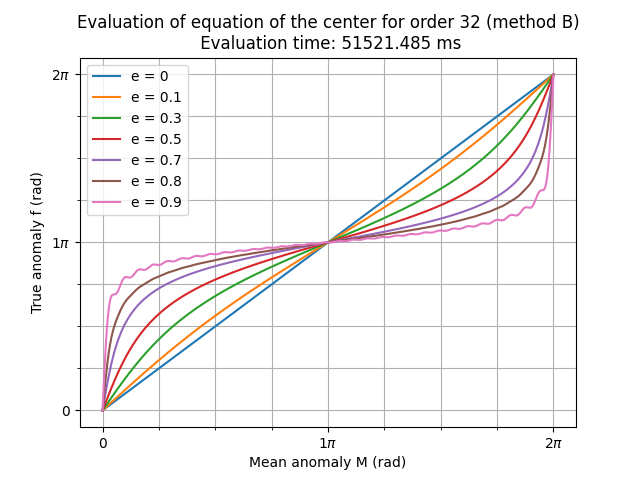 Evaluation of equation of the center for order 32 (method B)
Evaluation time: 51521.485 ms
e = 0
e = 0.1
e = 0.3
e = 0.5
e = 0.7
e = 0.8
e = 0.9
2π
1π
0
True anomaly f (rad)
0
1π
2π
Mean anomaly M (rad)